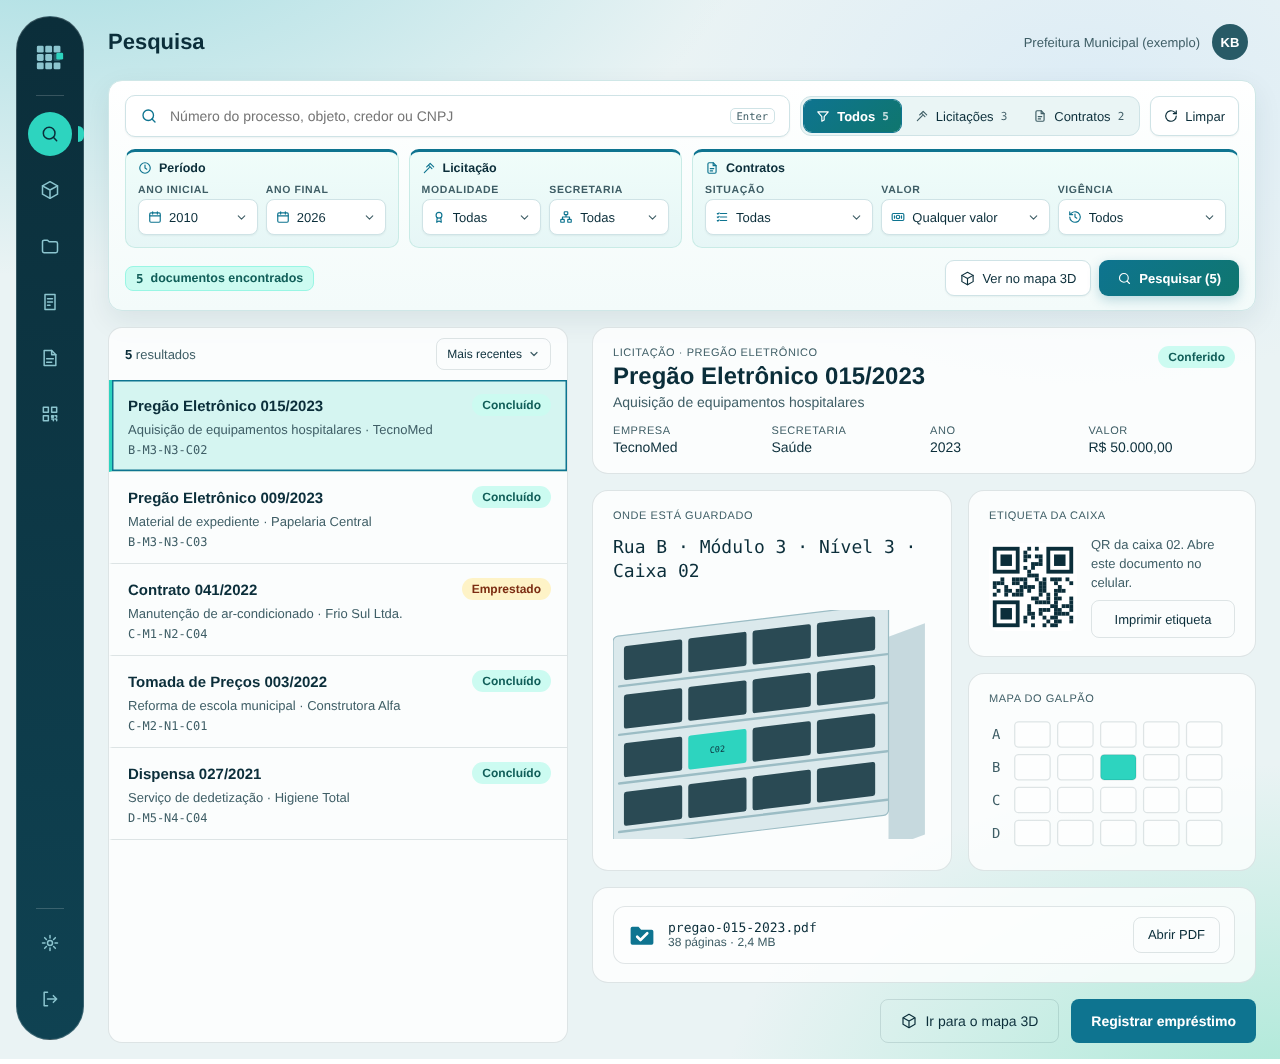 Pesquisa
Prefeitura Municipal (exemplo)
KB
Número do processo, objeto, credor ou CNPJ
Enter
Todos 5
Licitações 3
Contratos 2
Limpar
Período
ANO INICIAL
ANO FINAL
2010
2026
Licitação
MODALIDADE
SECRETARIA
Todas
Todas
Contratos
SITUAÇÃO
VALOR
VIGÊNCIA
Todas
Qualquer valor
Todos
5 documentos encontrados
Ver no mapa 3D
Pesquisar (5)
5 resultados
Mais recentes
Pregão Eletrônico 015/2023
Concluído
Aquisição de equipamentos hospitalares · TecnoMed
B-M3-N3-C02
Pregão Eletrônico 009/2023
Concluído
Material de expediente · Papelaria Central
B-M3-N3-C03
Contrato 041/2022
Emprestado
Manutenção de ar-condicionado · Frio Sul Ltda.
C-M1-N2-C04
Tomada de Preços 003/2022
Concluído
Reforma de escola municipal · Construtora Alfa
C-M2-N1-C01
Dispensa 027/2021
Concluído
Serviço de dedetização · Higiene Total
D-M5-N4-C04
LICITAÇÃO · PREGÃO ELETRÔNICO
Conferido
Pregão Eletrônico 015/2023
Aquisição de equipamentos hospitalares
EMPRESA
SECRETARIA
ANO
VALOR
TecnoMed
Saúde
2023
R$ 50.000,00
ONDE ESTÁ GUARDADO
Rua B · Módulo 3 · Nível 3 ·
Caixa 02
C02
ETIQUETA DA CAIXA
QR da caixa 02. Abre
este documento no
celular.
Imprimir etiqueta
MAPA DO GALPÃO
A
B
C
D
pregao-015-2023.pdf
38 páginas · 2,4 MB
Abrir PDF
Ir para o mapa 3D
Registrar empréstimo